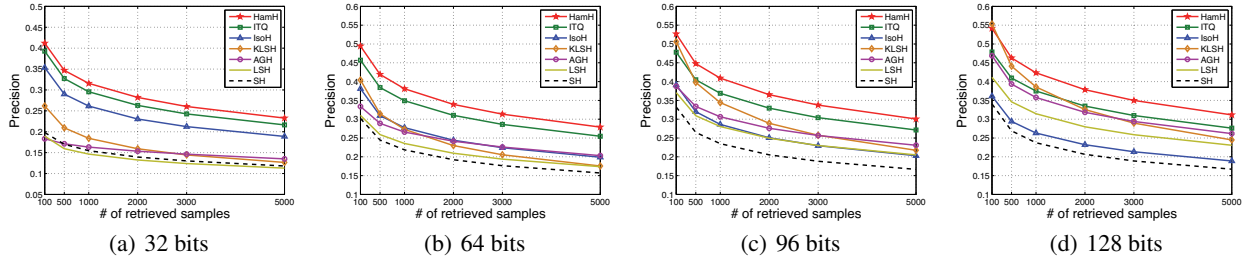 0.5
0.45
0.4
0.35
0.3
0.25
0.2
0.15
0.1
0.05
Precision
100 500 1000 2000 3000 5000
# of retrieved samples
HamH
ITQ
IsoH
KLSH
AGH
LSH
SH
(a) 32 bits
0.6
0.55
0.5
0.45
0.4
0.35
0.3
0.25
0.2
0.15
0.1
Precision
100 500 1000 2000 3000 5000
# of retrieved samples
HamH
ITQ
IsoH
KLSH
AGH
LSH
SH
(b) 64 bits
0.6
0.55
0.5
0.45
0.4
0.35
0.3
0.25
0.2
0.15
0.1
Precision
100 500 1000 2000 3000 5000
# of retrieved samples
HamH
ITQ
IsoH
KLSH
AGH
LSH
SH
(c) 96 bits
0.6
0.55
0.5
0.45
0.4
0.35
0.3
0.25
0.2
0.15
0.1
Precision
100 500 1000 2000 3000 5000
# of retrieved samples
HamH
ITQ
IsoH
KLSH
AGH
LSH
SH
(d) 128 bits